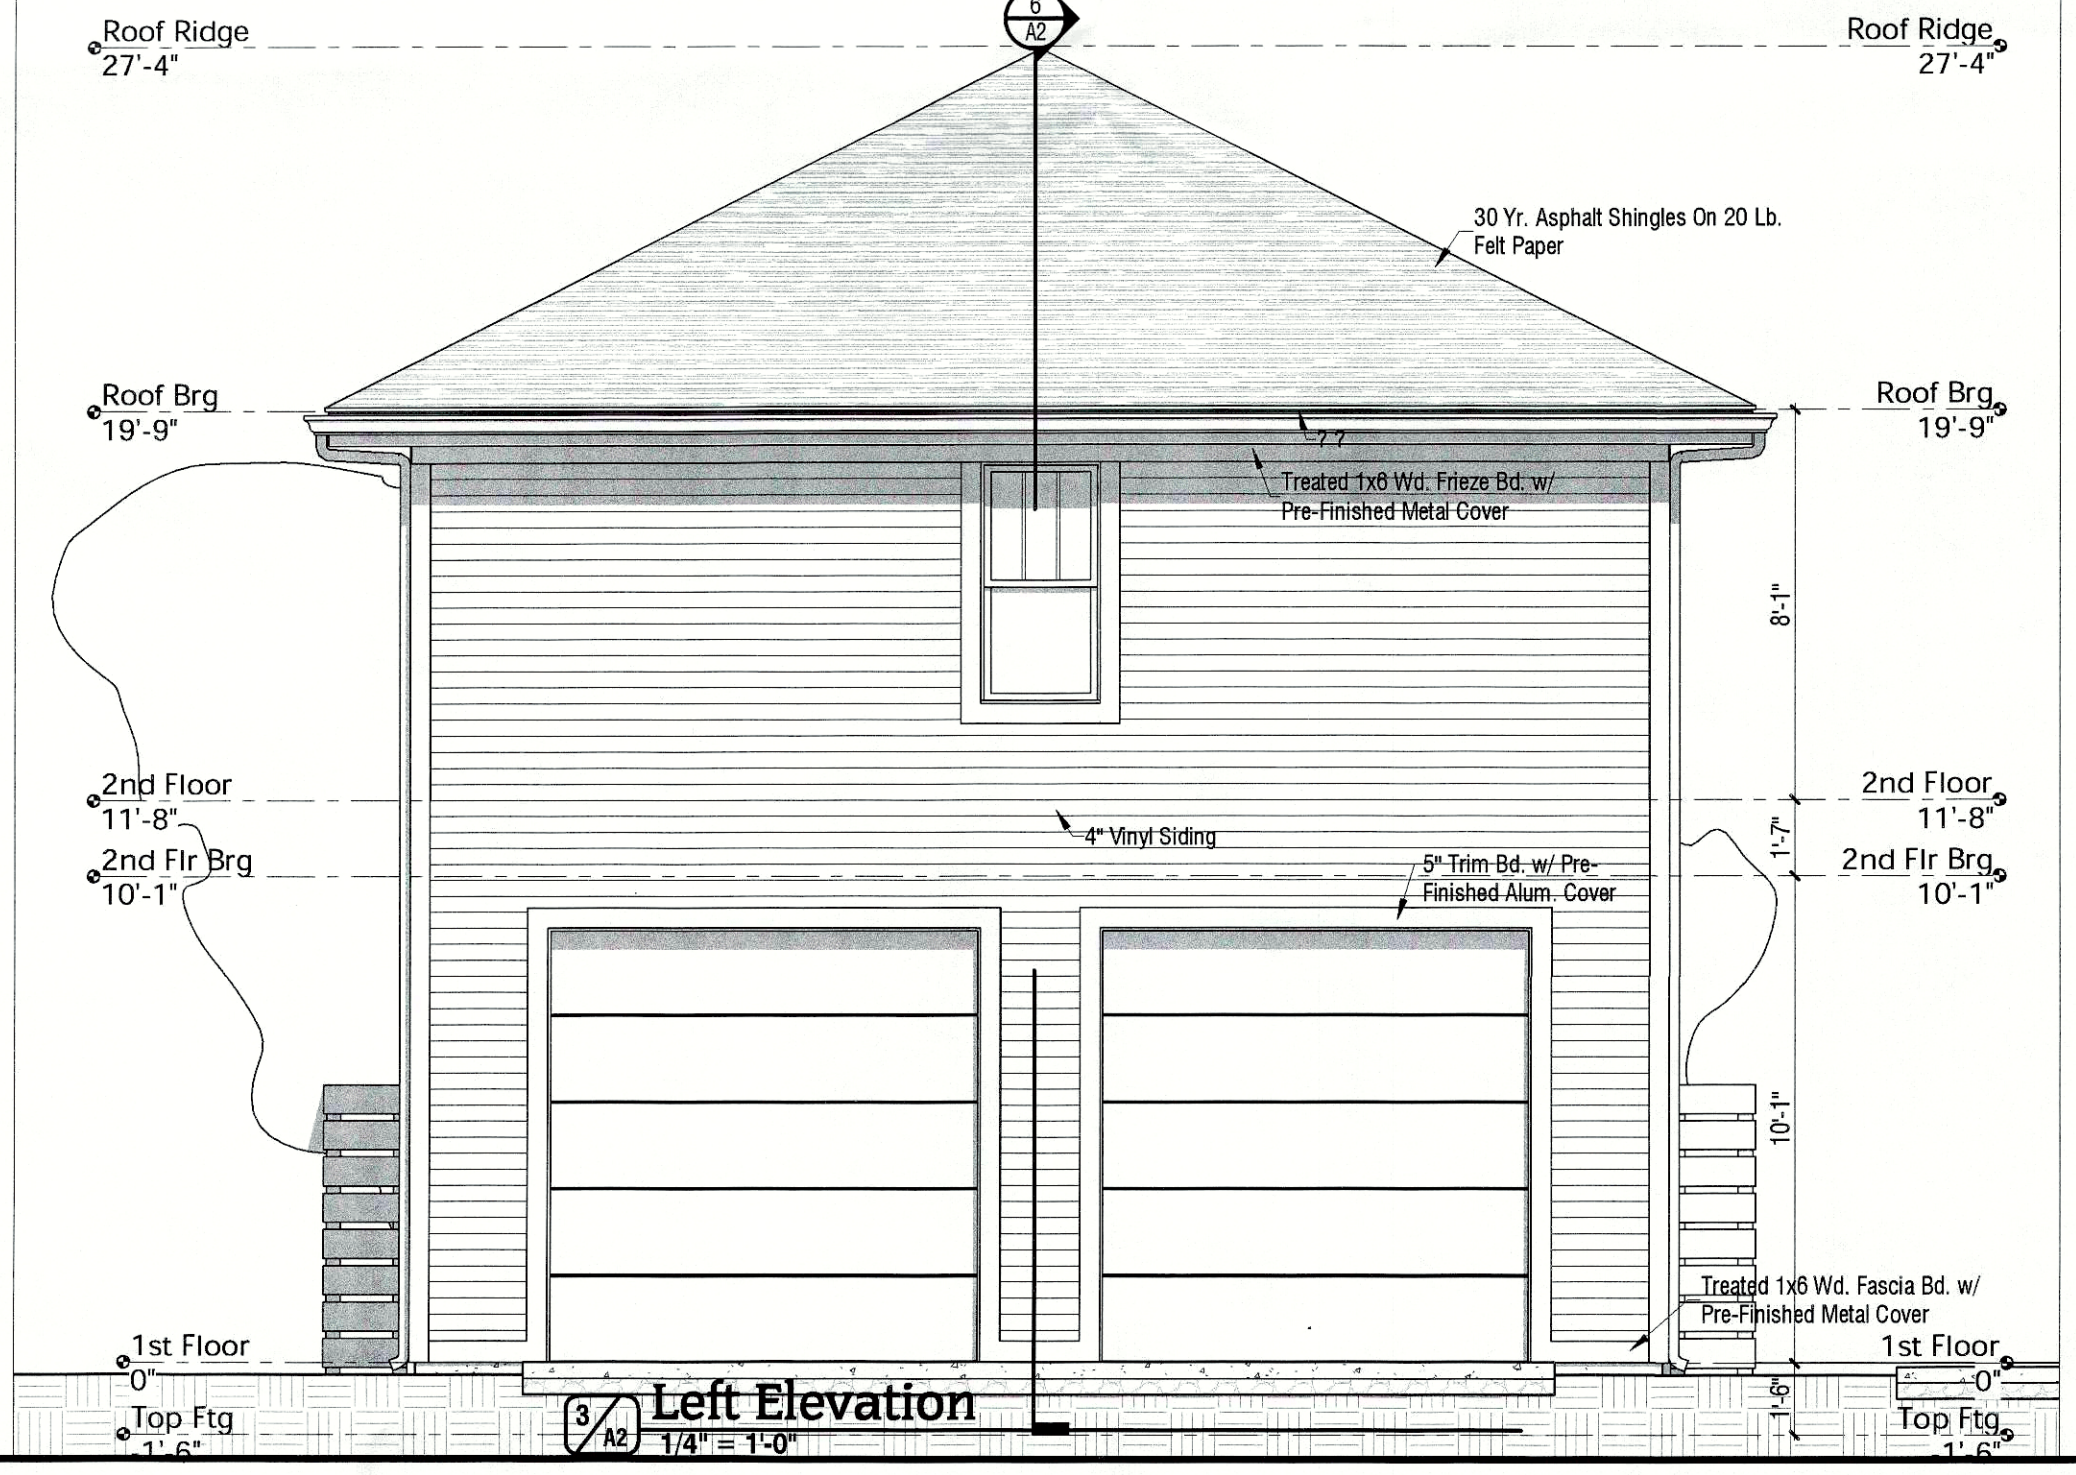 6
A2
Roof Ridge
27'-4"
Roof Ridge
27'-4"
30 Yr. Asphalt Shingles On 20 Lb.
Felt Paper
Roof Brg
19'-9"
Roof Brg
19'-9"
? ?
Treated 1x6 Wd. Frieze Bd. w/
Pre-Finished Metal Cover
8'-1"
2nd Floor
11'-8"
2nd Floor
11'-8"
4" Vinyl Siding
1'-7"
2nd Flr Brg
10'-1"
5" Trim Bd. w/ Pre-
Finished Alum. Cover
2nd Flr Brg
10'-1"
10'-1"
Treated 1x6 Wd. Fascia Bd. w/
Pre-Finished Metal Cover
1st Floor
0"
1st Floor
0"
1'-6"
Top Ftg
-1'-6"
3
A2
Left Elevation
1/4" = 1'-0"
Top Ftg
-1'-6"